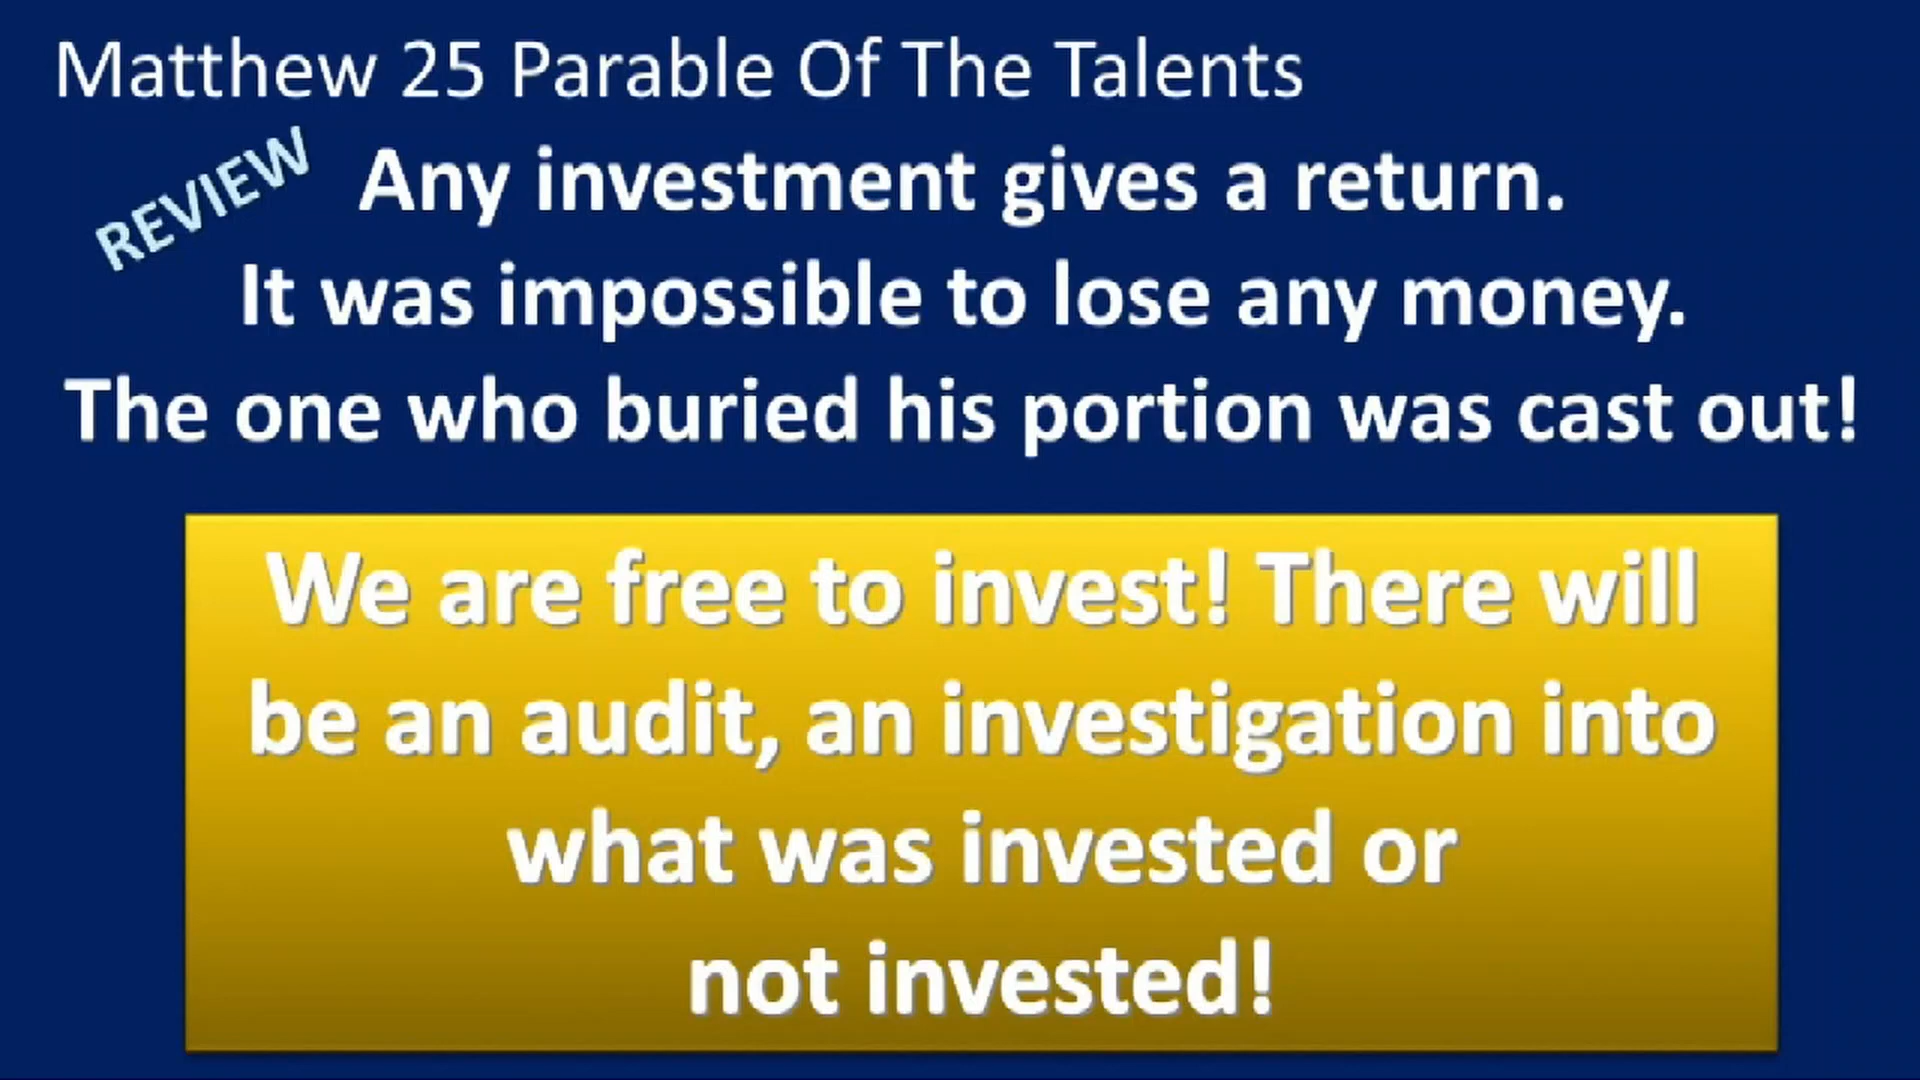 Matthew 25 Parable Of The Talents
REVIEW
Any investment gives a return.
It was impossible to lose any money.
The one who buried his portion was cast out!
We are free to invest! There will
be an audit, an investigation into
what was invested or
not invested!